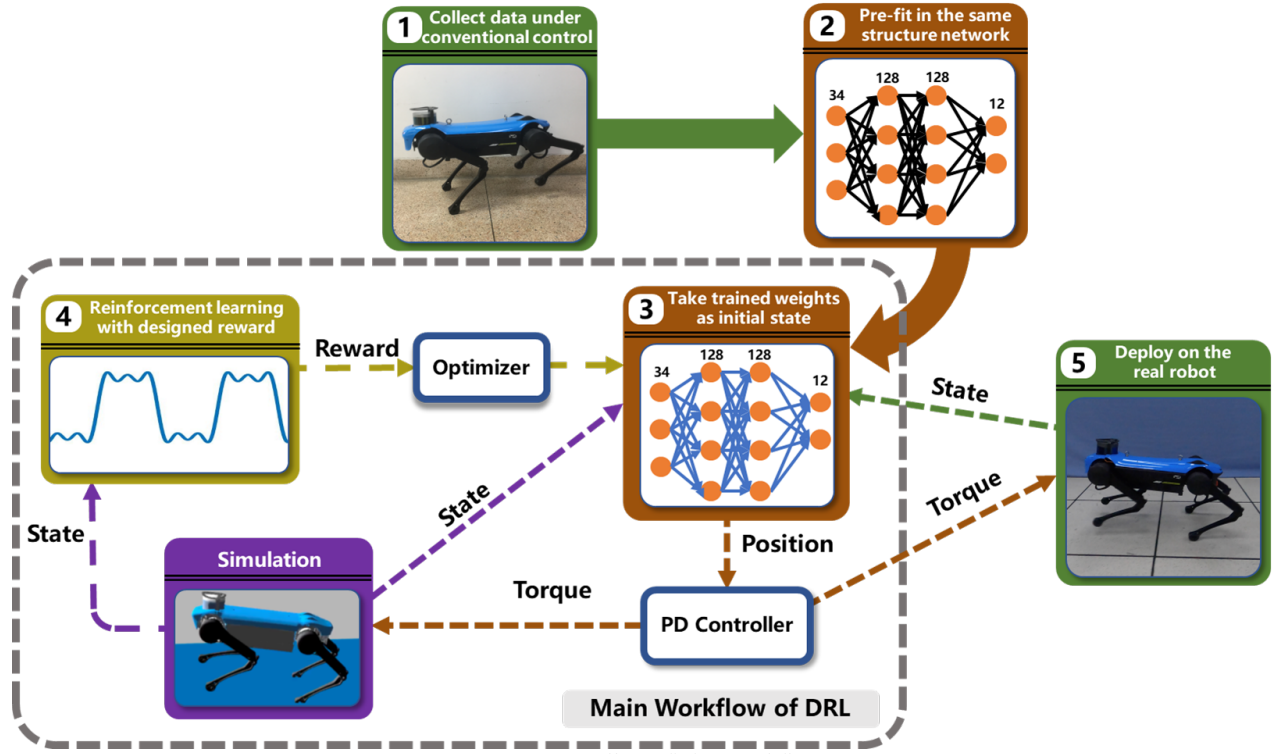 1
Collect data under
conventional control
2
Pre-fit in the same
structure network
34
128
128
12
4
Reinforcement learning
with designed reward
Reward
Optimizer
3
Take trained weights
as initial state
34
128
128
12
State
5
Deploy on the
real robot
State
State
Torque
Simulation
Torque
Position
PD Controller
Main Workflow of DRL